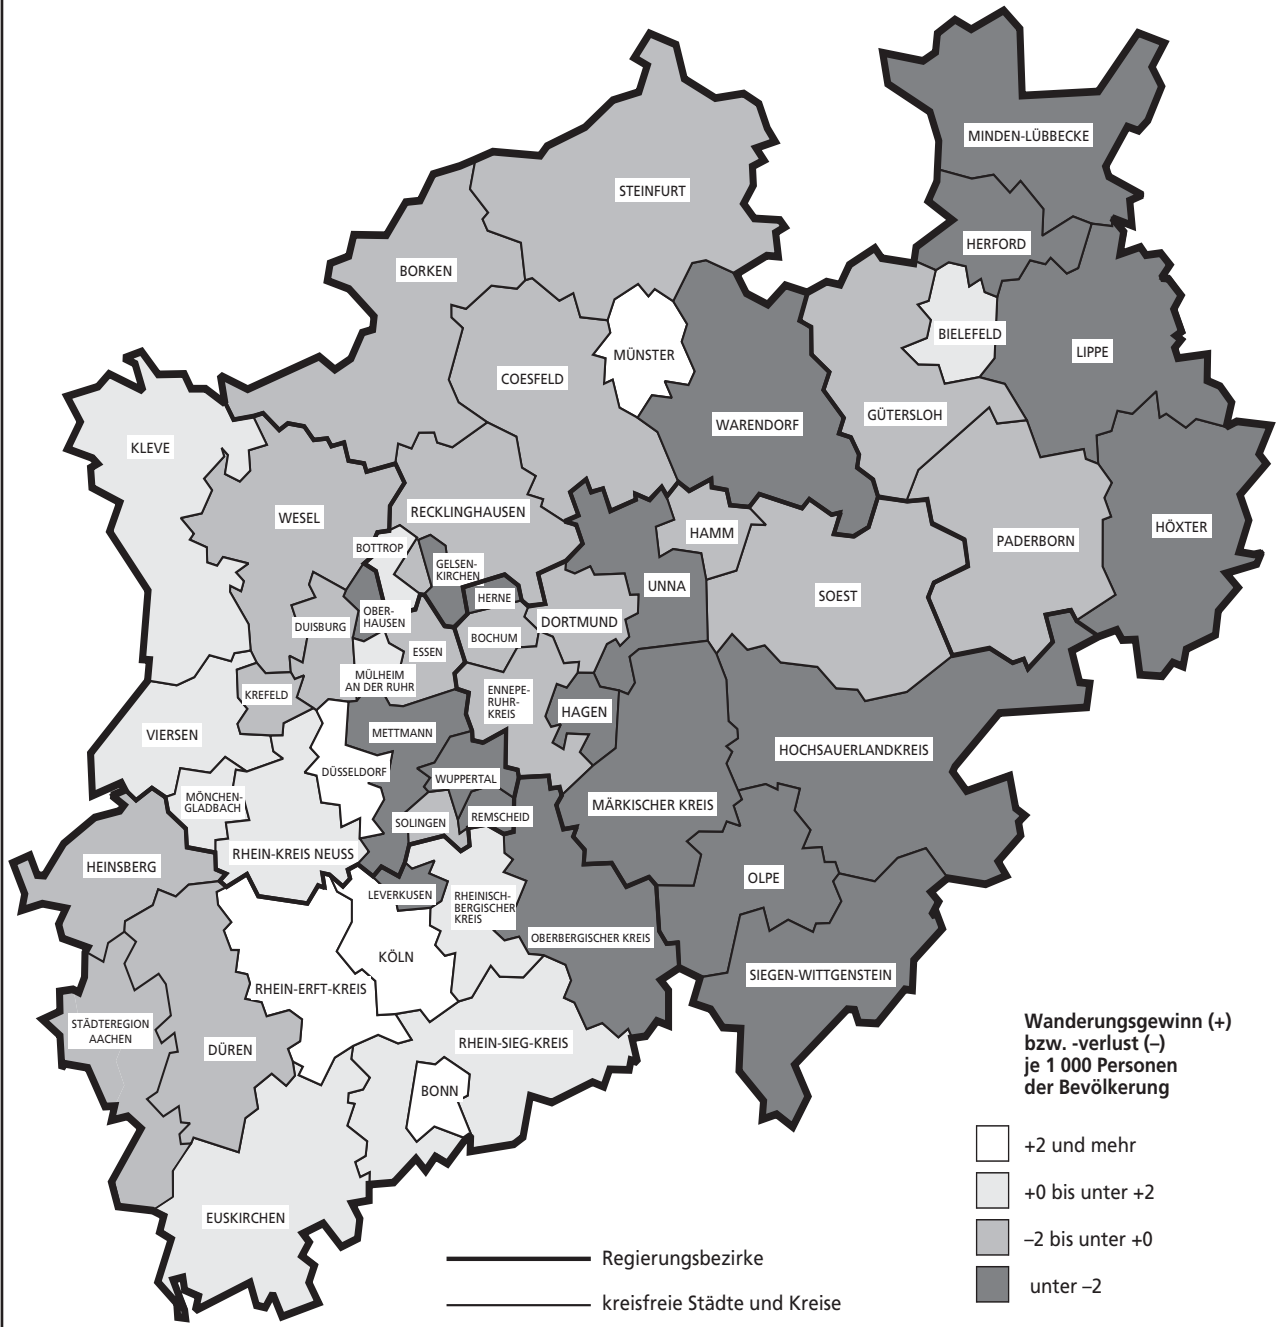 MINDEN-LÜBBECKE
STEINFURT
HERFORD
BORKEN
BIELEFELD
LIPPE
MÜNSTER
COESFELD
GÜTERSLOH
WARENDORF
KLEVE
WESEL
RECKLINGHAUSEN
HÖXTER
HAMM
PADERBORN
BOTTROP
GELSEN-
KIRCHEN
UNNA
SOEST
HERNE
OBER-
HAUSEN
DORTMUND
DUISBURG
BOCHUM
ESSEN
MÜLHEIM
AN DER RUHR
KREFELD
ENNEPE-
RUHR-
KREIS
HAGEN
VIERSEN
METTMANN
HOCHSAUERLANDKREIS
DÜSSELDORF
WUPPERTAL
MÖNCHEN-
GLADBACH
MÄRKISCHER KREIS
SOLINGEN
REMSCHEID
RHEIN-KREIS NEUSS
HEINSBERG
OLPE
LEVERKUSEN
RHEINISCH-
BERGISCHER
KREIS
OBERBERGISCHER KREIS
KÖLN
SIEGEN-WITTGENSTEIN
RHEIN-ERFT-KREIS
STÄDTEREGION
AACHEN
DÜREN
RHEIN-SIEG-KREIS
BONN
EUSKIRCHEN
Wanderungsgewinn (+)
bzw. -verlust (–)
je 1 000 Personen
der Bevölkerung
+2 und mehr
+0 bis unter +2
–2 bis unter +0
unter –2
Regierungsbezirke
kreisfreie Städte und Kreise